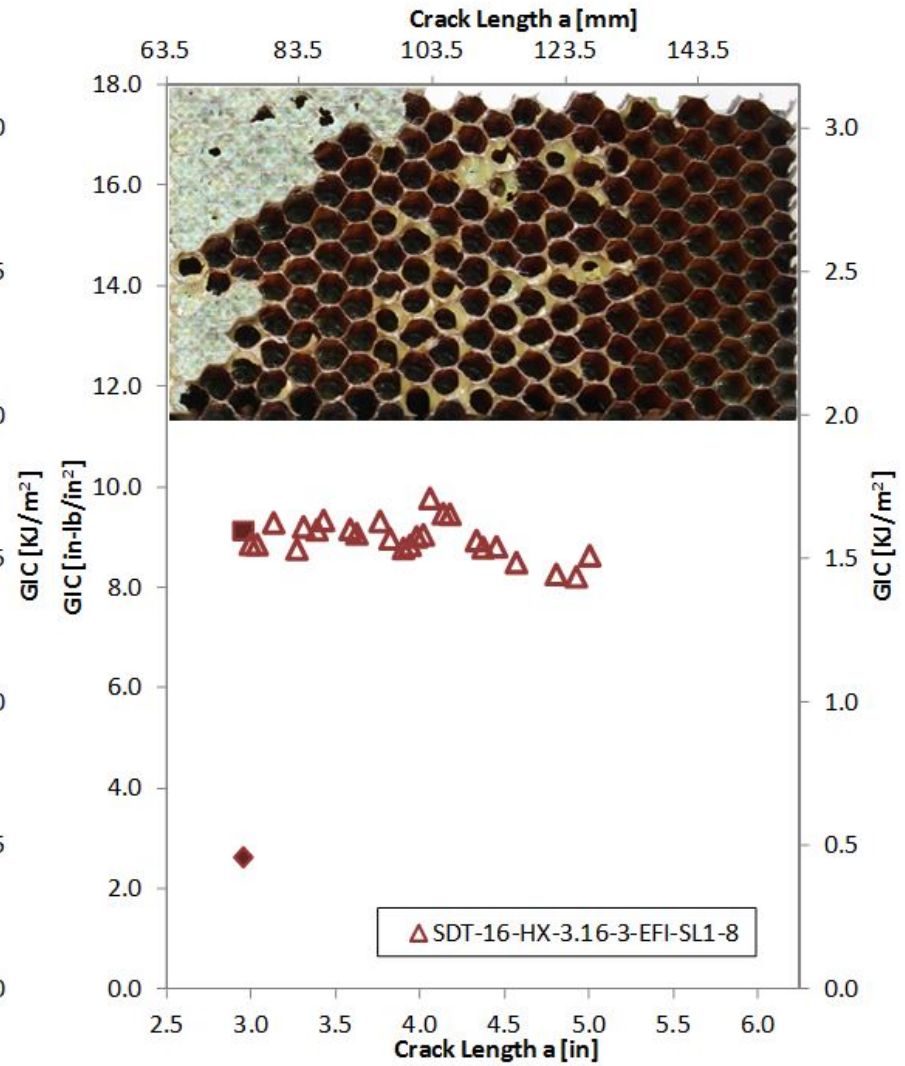 Crack Length a [mm]
63.5 83.5 103.5 123.5 143.5
18.0
16.0
14.0
12.0
10.0
8.0
6.0
4.0
2.0
0.0
GIC [KJ/m²]
GIC [in-lb/in²]
3.0
2.5
2.0
1.5
1.0
0.5
0.0
GIC [KJ/m²]
SDT-16-HX-3.16-3-EFI-SL1-8
2.5 3.0 3.5 4.0 4.5 5.0 5.5 6.0
Crack Length a [in]